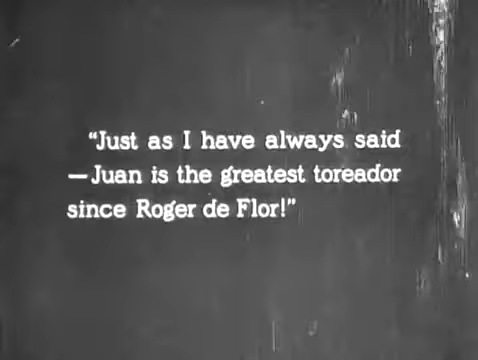 "Just as I have always said
—Juan is the greatest toreador
since Roger de Flor!"